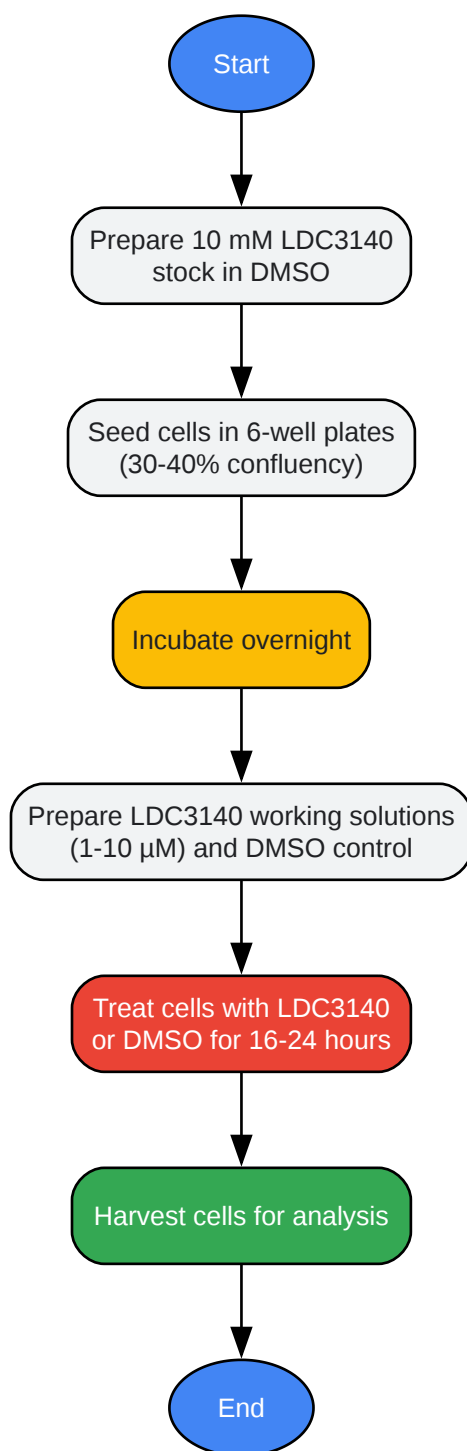 Start
Prepare 10 mM LDC3140
stock in DMSO
Seed cells in 6-well plates
(30-40% confluency)
Incubate overnight
Prepare LDC3140 working solutions
(1-10 µM) and DMSO control
Treat cells with LDC3140
or DMSO for 16-24 hours
Harvest cells for analysis
End